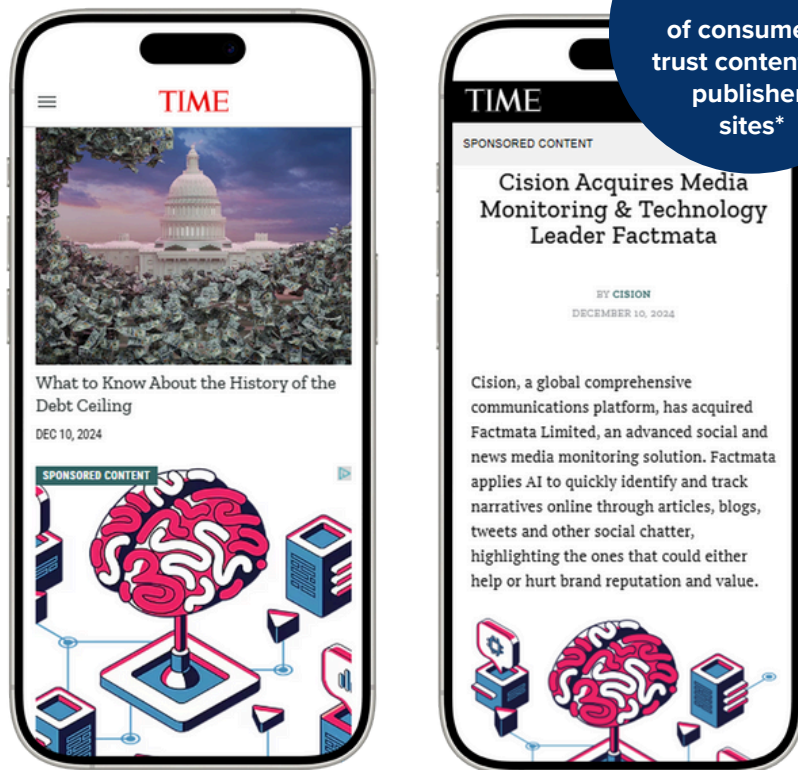 TIME
What to Know About the History of the
Debt Ceiling
DEC 10, 2024
SPONSORED CONTENT
of consume
trust conten
publisher
sites*
TIME
SPONSORED CONTENT
Cision Acquires Media
Monitoring & Technology
Leader Factmata
BY CISION
DECEMBER 10, 2024
Cision, a global comprehensive
communications platform, has acquired
Factmata Limited, an advanced social and
news media monitoring solution. Factmata
applies AI to quickly identify and track
narratives online through articles, blogs,
tweets and other social chatter,
highlighting the ones that could either
help or hurt brand reputation and value.